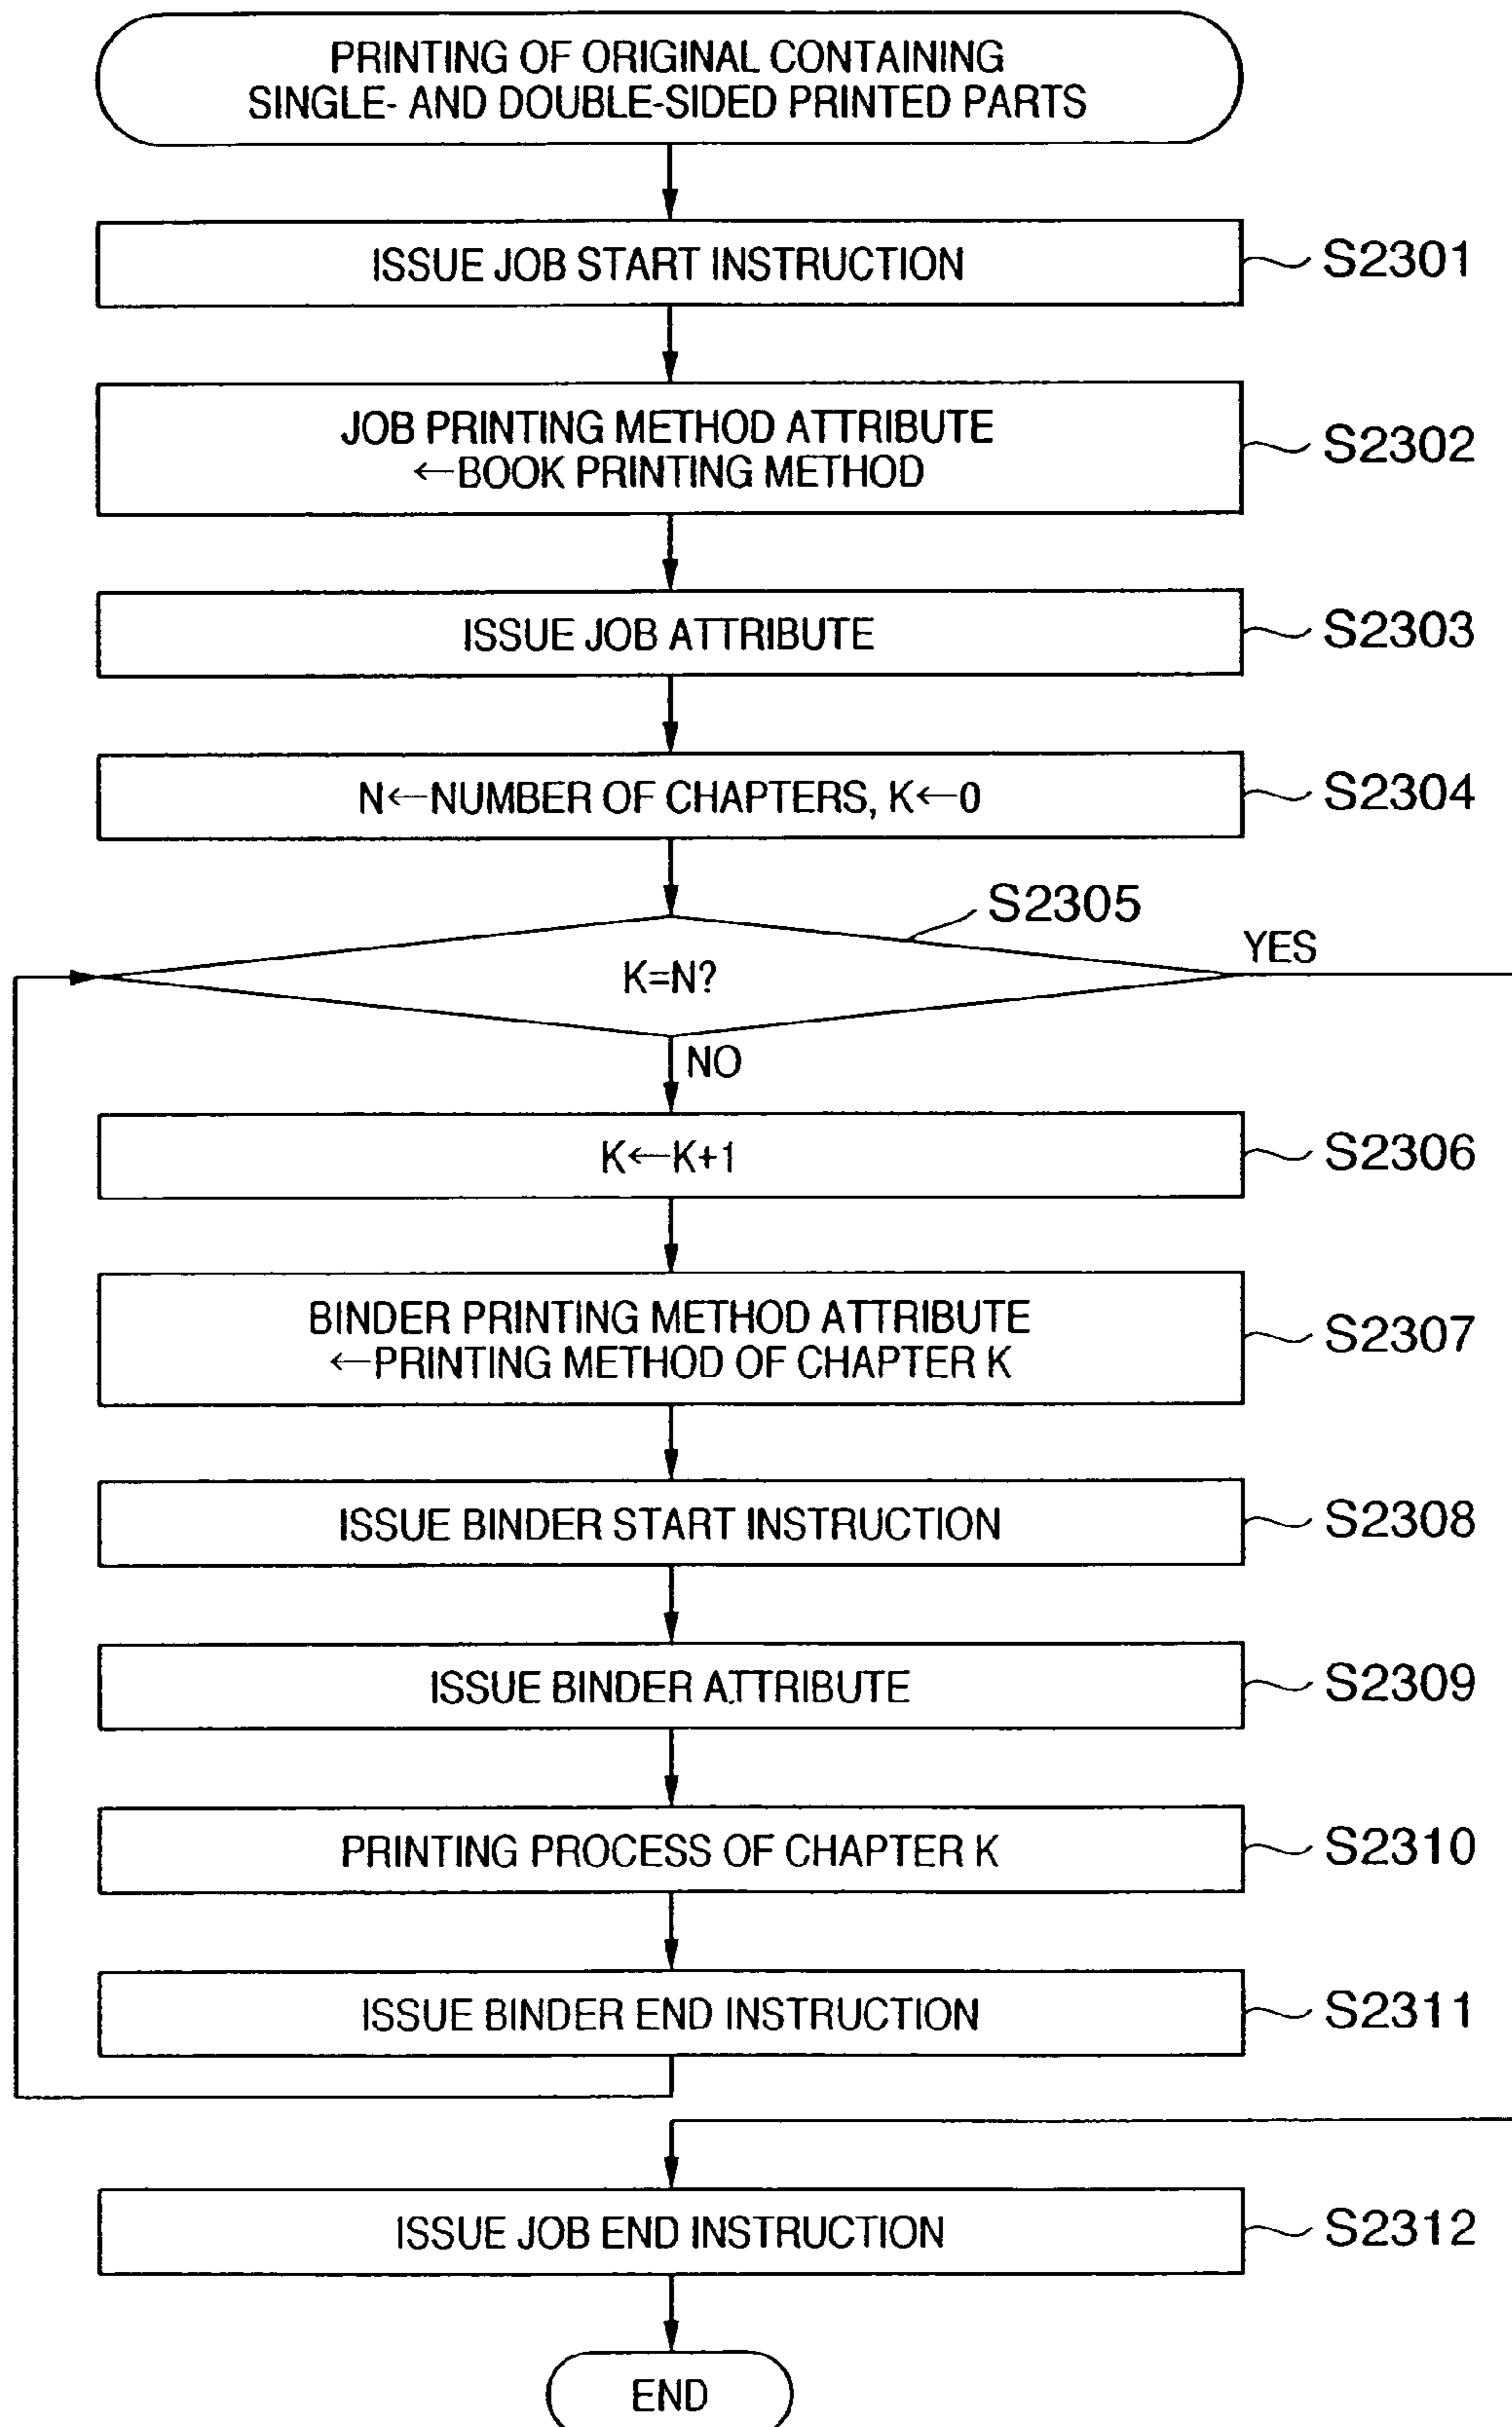 PRINTING OF ORIGINAL CONTAINING
SINGLE- AND DOUBLE-SIDED PRINTED PARTS
ISSUE JOB START INSTRUCTION
S2301
JOB PRINTING METHOD ATTRIBUTE
←BOOK PRINTING METHOD
S2302
ISSUE JOB ATTRIBUTE
S2303
N←NUMBER OF CHAPTERS, K←0
S2304
S2305
YES
K=N?
NO
K←K+1
S2306
BINDER PRINTING METHOD ATTRIBUTE
←PRINTING METHOD OF CHAPTER K
S2307
ISSUE BINDER START INSTRUCTION
S2308
ISSUE BINDER ATTRIBUTE
S2309
PRINTING PROCESS OF CHAPTER K
S2310
ISSUE BINDER END INSTRUCTION
S2311
ISSUE JOB END INSTRUCTION
S2312
END